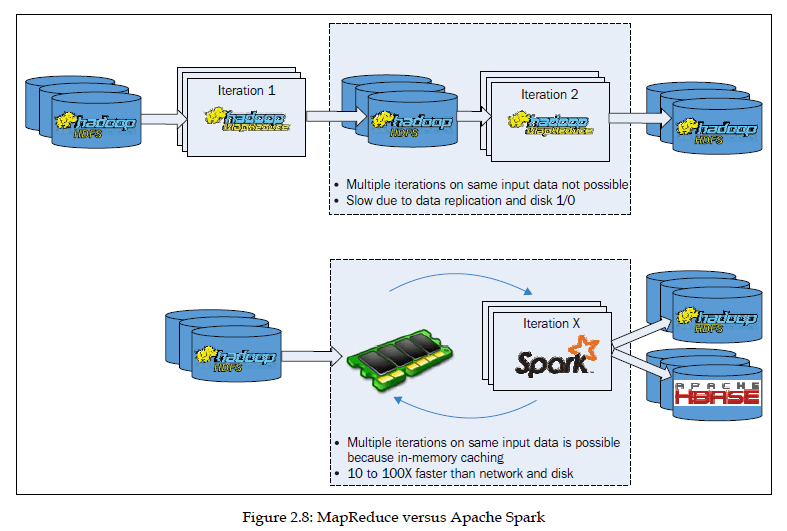 Iteration 1
Iteration 2
hadoop
HDFS
hadoop
MapReduce
hadoop
HDFS
hadoop
MapReduce
hadoop
HDFS
• Multiple iterations on same input data not possible
• Slow due to data replication and disk 1/0
Iteration X
hadoop
HDFS
hadoop
HDFS
Spark
APACHE
HBASE
• Multiple iterations on same input data is possible
because in-memory caching
• 10 to 100X faster than network and disk
Figure 2.8: MapReduce versus Apache Spark